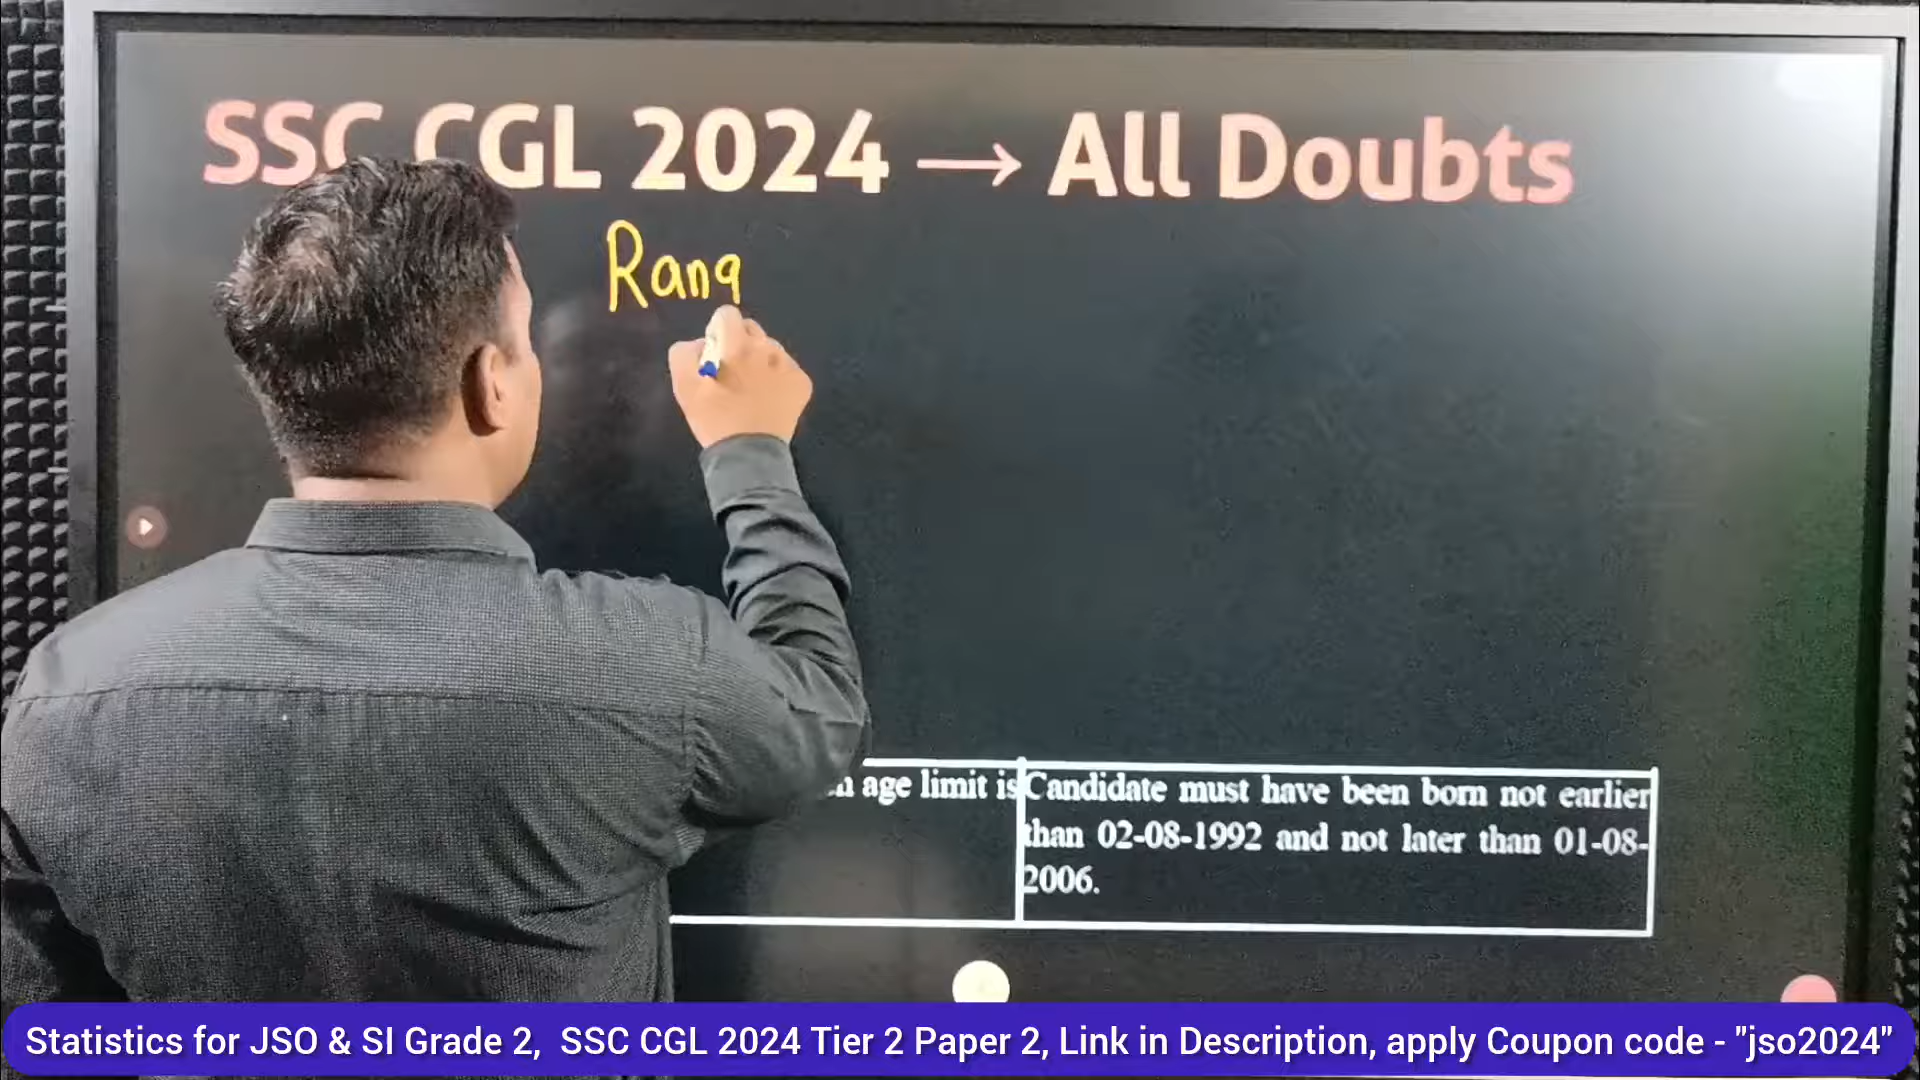 SSC CGL 2024 → All Doubts
Rang
age limit is
Candidate must have been born not earlier
than 02-08-1992 and not later than 01-08-
2006.
Statistics for JSO & SI Grade 2, SSC CGL 2024 Tier 2 Paper 2, Link in Description, apply Coupon code - "jso2024"